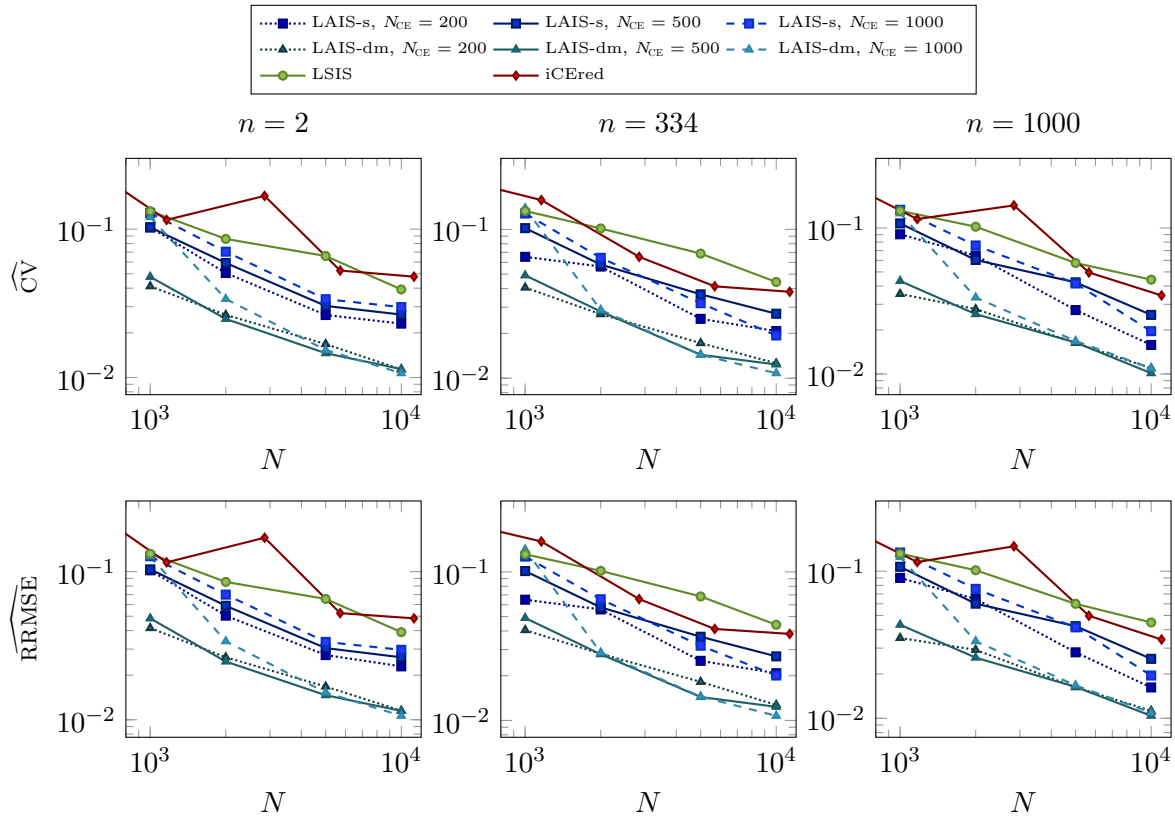 LAIS-s, N_CE = 200 LAIS-s, N_CE = 500 LAIS-s, N_CE = 1000
LAIS-dm, N_CE = 200 LAIS-dm, N_CE = 500 LAIS-dm, N_CE = 1000
LSIS iCEred
n = 2 n = 334 n = 1000
10^−1 10^−1 10^−1
\widehat{CV}
10^−2 10^−2 10^−2
10^3 10^4 10^3 10^4 10^3 10^4
N N N
10^−1 10^−1 10^−1
\widehat{RRMSE}
10^−2 10^−2 10^−2
10^3 10^4 10^3 10^4 10^3 10^4
N N N